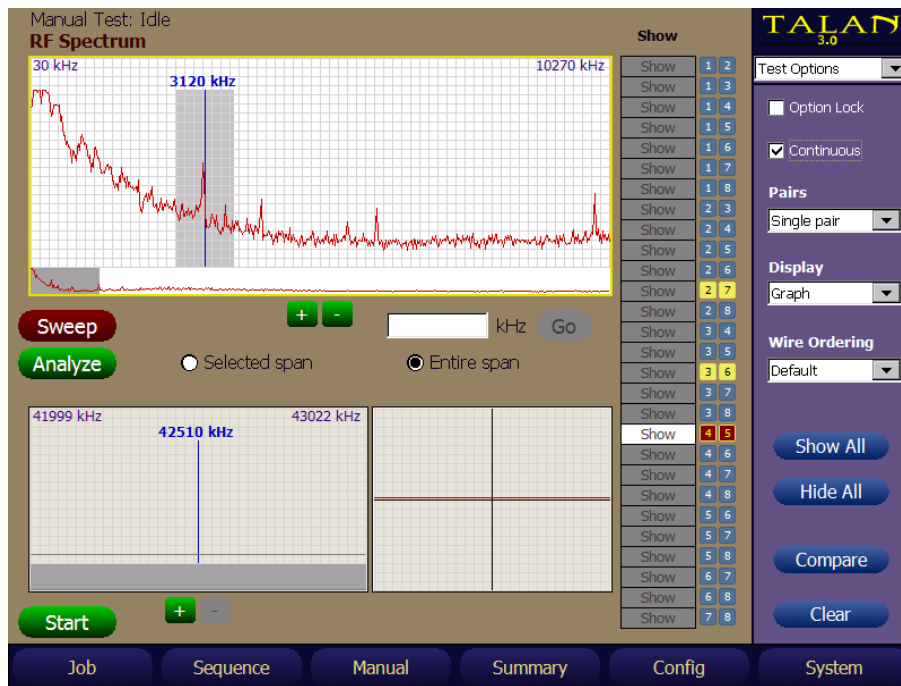 Manual Test: Idle
RF Spectrum
Show
TALAN
3.0
30 kHz
3120 kHz
10270 kHz
Show 1 2
Show 1 3
Show 1 4
Show 1 5
Show 1 6
Show 1 7
Show 1 8
Show 2 3
Show 2 4
Show 2 5
Show 2 6
Show 2 7
Show 2 8
Show 3 4
Show 3 5
Show 3 6
Show 3 7
Show 3 8
Show 4 5
Show 4 6
Show 4 7
Show 4 8
Show 5 6
Show 5 7
Show 5 8
Show 6 7
Show 6 8
Show 7 8
Test Options
Option Lock
Continuous
Pairs
Single pair
Display
Graph
Wire Ordering
Default
Show All
Hide All
Compare
Clear
Sweep
+ -
kHz Go
Analyze
Selected span
Entire span
41999 kHz
42510 kHz
43022 kHz
Start
+ -
Job Sequence Manual Summary Config System